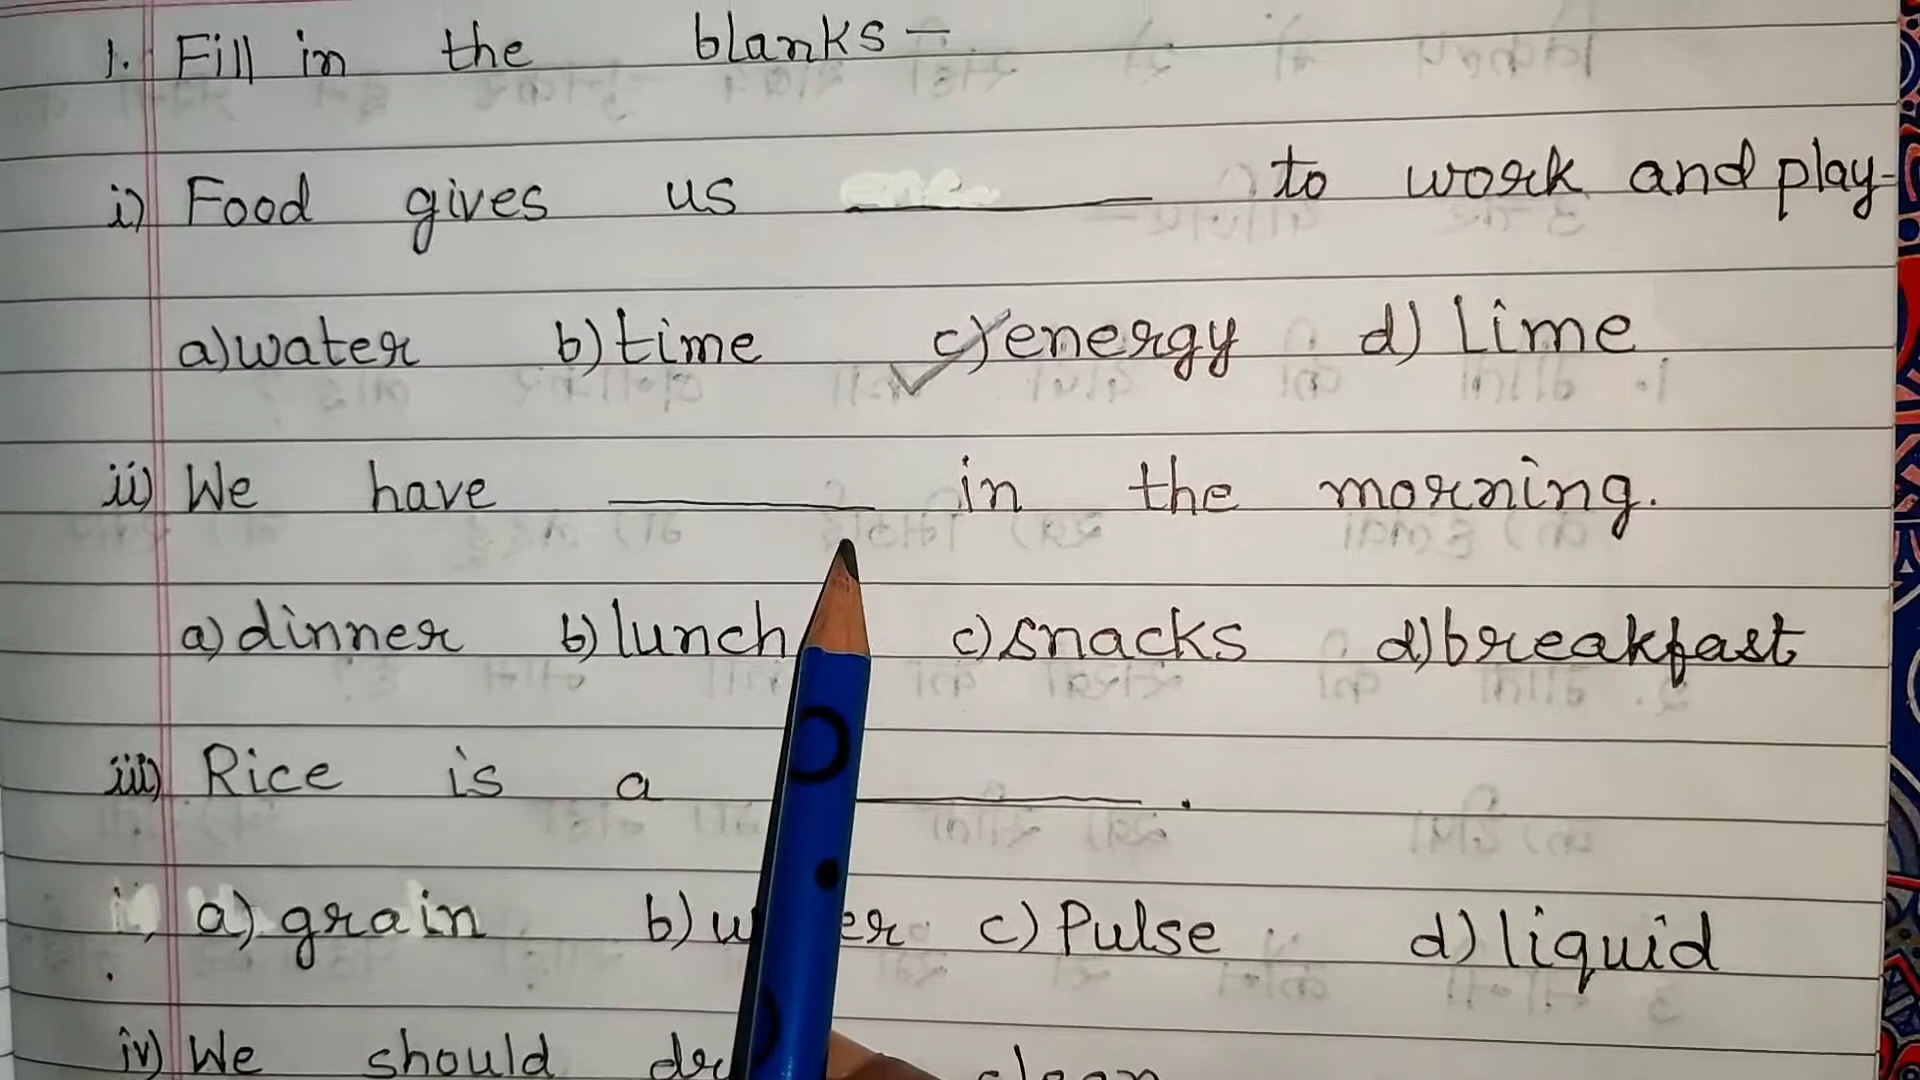 1. Fill in the blanks -
i) Food gives us ________ to work and play-
a) water b) time c) energy d) Lime
ii) We have ________ in the morning.
a) dinner b) lunch c) snacks d) breakfast
iii) Rice is a ________.
a) grain b) c) Pulse d) liquid
iv) We should clean